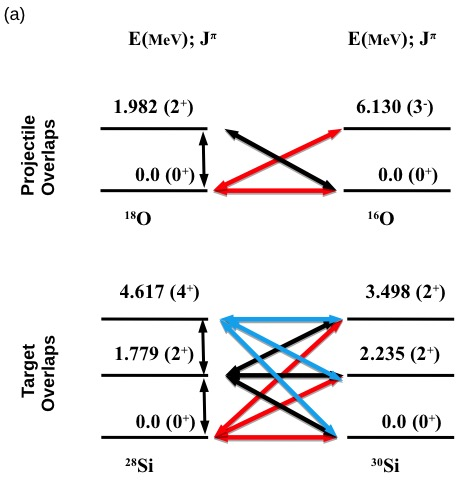 (a)
E(MeV); Jπ E(MeV); Jπ
Projectile
Overlaps
1.982 (2+) 6.130 (3-)
0.0 (0+) 0.0 (0+)
18O 16O
Target
Overlaps
4.617 (4+) 3.498 (2+)
1.779 (2+) 2.235 (2+)
0.0 (0+) 0.0 (0+)
28Si 30Si